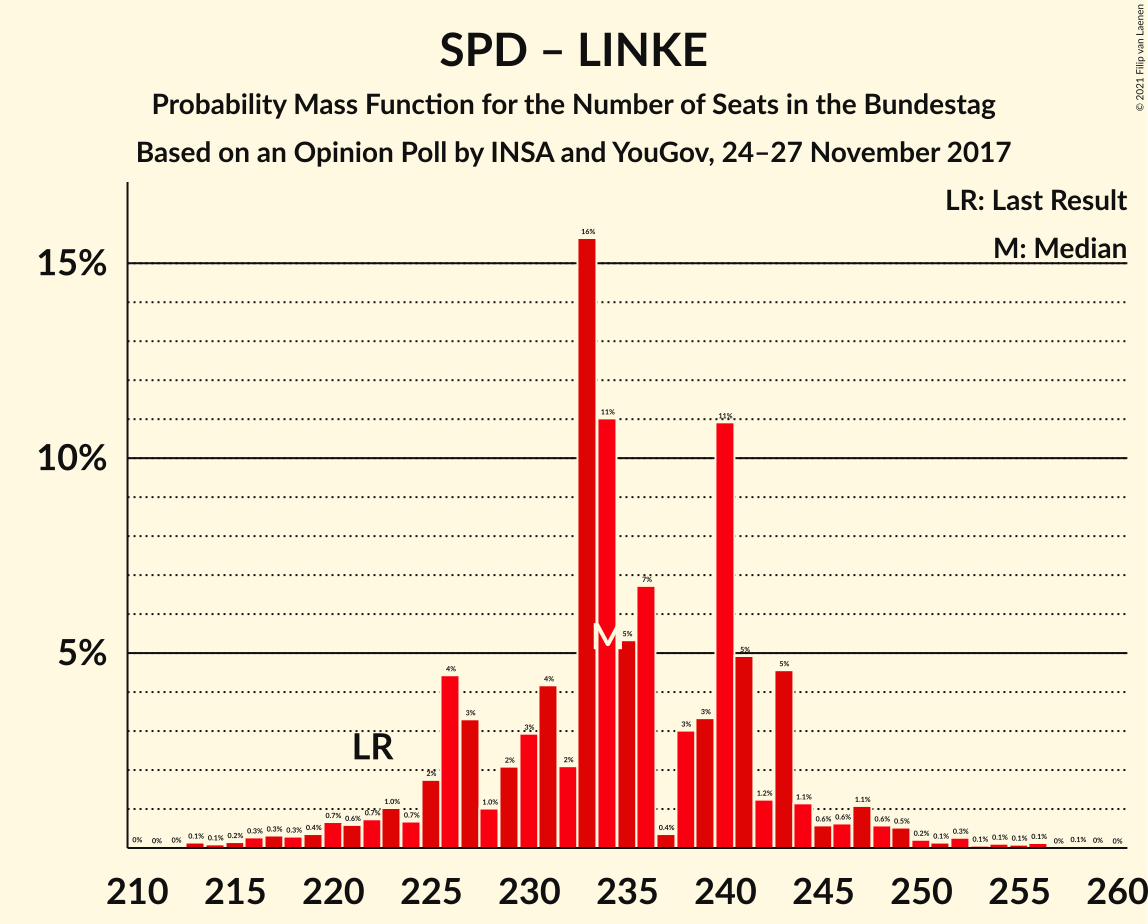 SPD – LINKE
Probability Mass Function for the Number of Seats in the Bundestag
Based on an Opinion Poll by INSA and YouGov, 24–27 November 2017
© 2021 Filip van Laenen
LR: Last Result
M: Median
15%
10%
5%
LR
M
0% 0% 0% 0.1% 0.1% 0.2% 0.3% 0.3% 0.3% 0.4% 0.7% 0.6% 0.7% 1.0% 0.7% 2% 4% 3% 1.0% 2% 3% 4% 2% 16% 11% 5% 7% 0.4% 3% 3% 11% 5% 1.2% 5% 1.1% 0.6% 0.6% 1.1% 0.6% 0.5% 0.2% 0.1% 0.3% 0.1% 0.1% 0.1% 0.1% 0% 0.1% 0% 0%
210 215 220 225 230 235 240 245 250 255 260